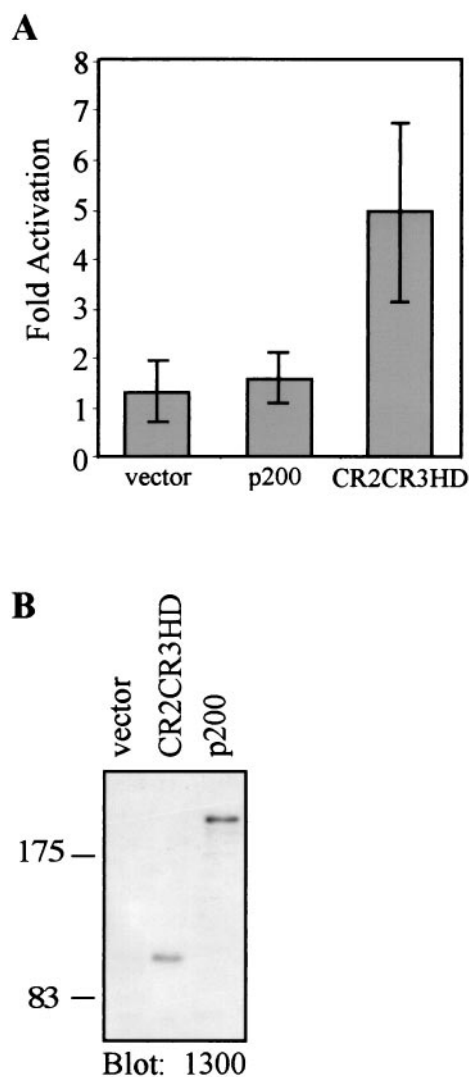 A
8
7
6
5
4
3
2
1
0
Fold Activation
vector p200 CR2CR3HD
B
vector
CR2CR3HD
p200
175
83
Blot: 1300